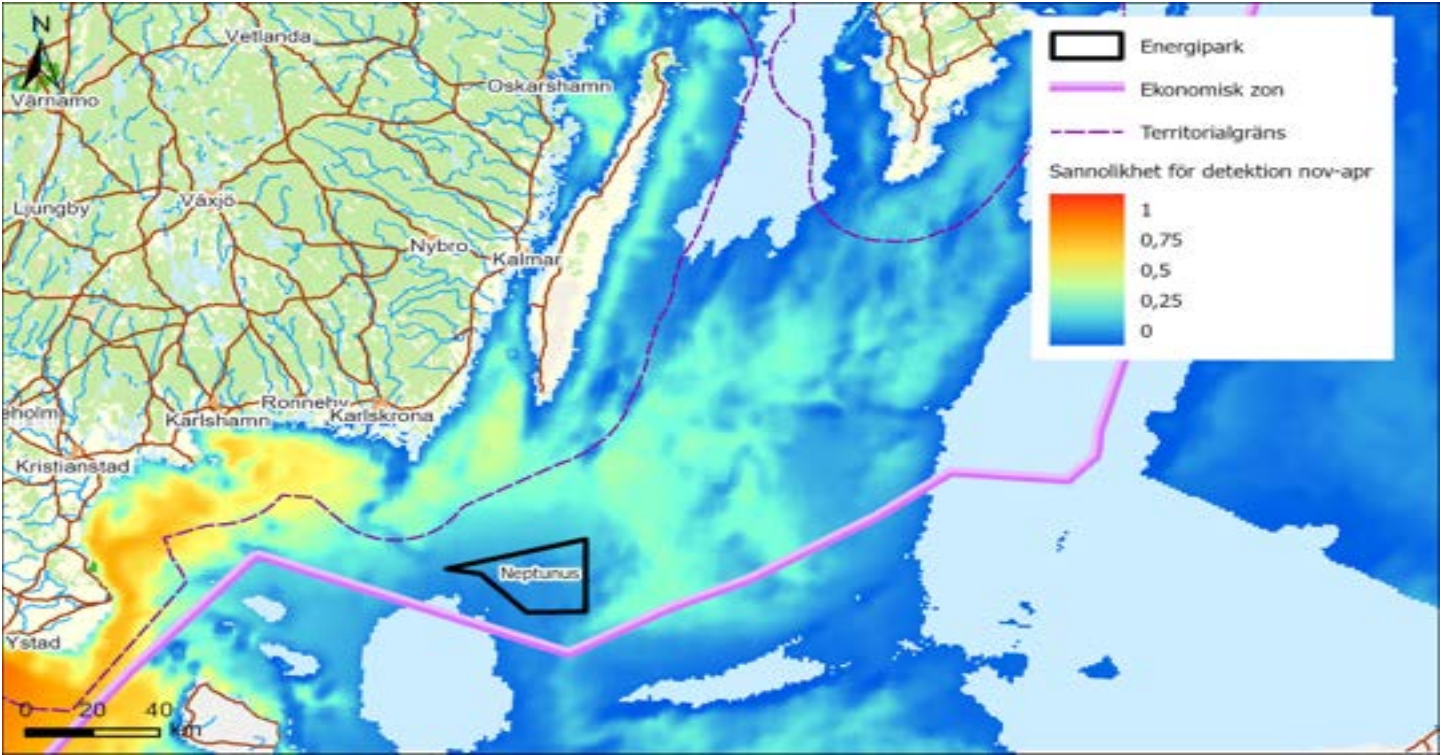 N
Vetlanda
Värnamo
Oskarshamn
Ljungby
Växjö
Nybro
Kalmar
eholm
Karlshamn
Ronneby
Karlskrona
Kristianstad
Neptunus
Ystad
0 20 40
km
Energipark
Ekonomisk zon
Territorialgräns
Sannolikhet för detektion nov-apr
1
0,75
0,5
0,25
0